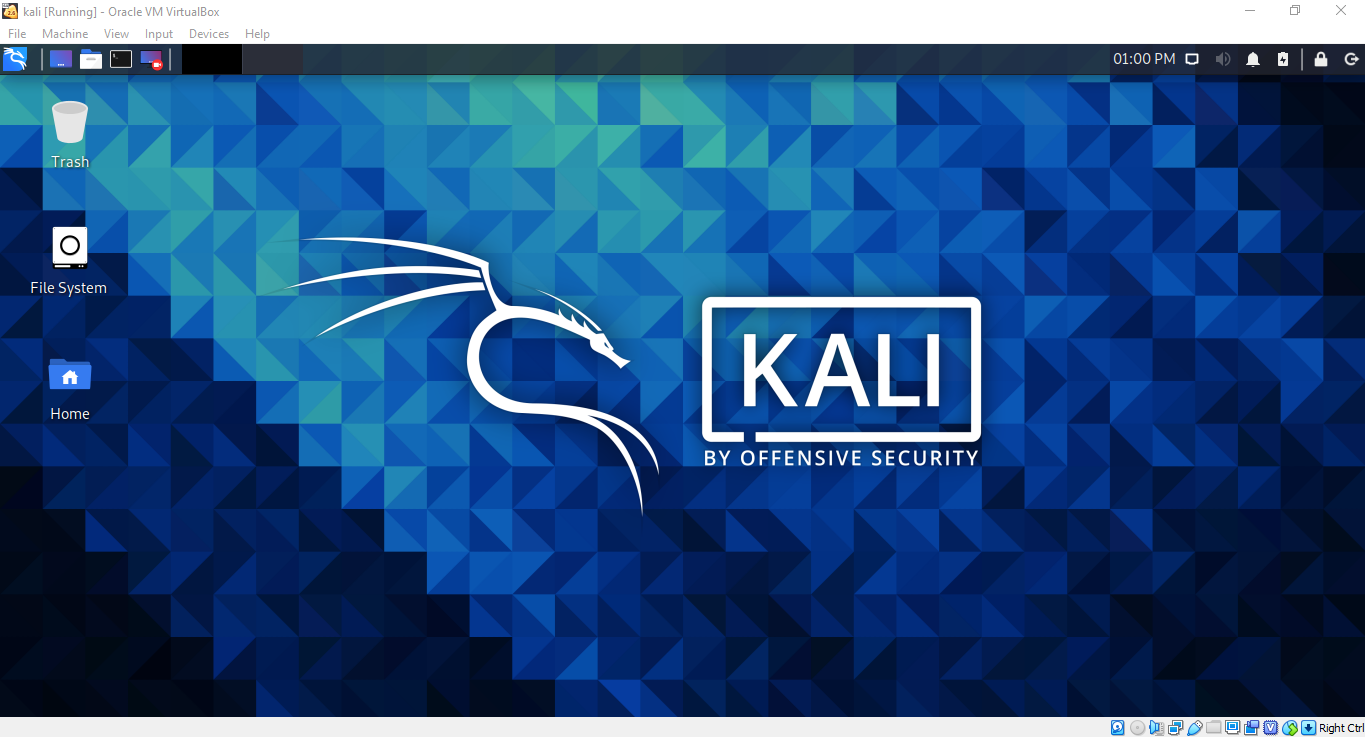 kali [Running] - Oracle VM VirtualBox
File Machine View Input Devices Help
01:00 PM
Trash
File System
Home
KALI
BY OFFENSIVE SECURITY
Right Ctrl